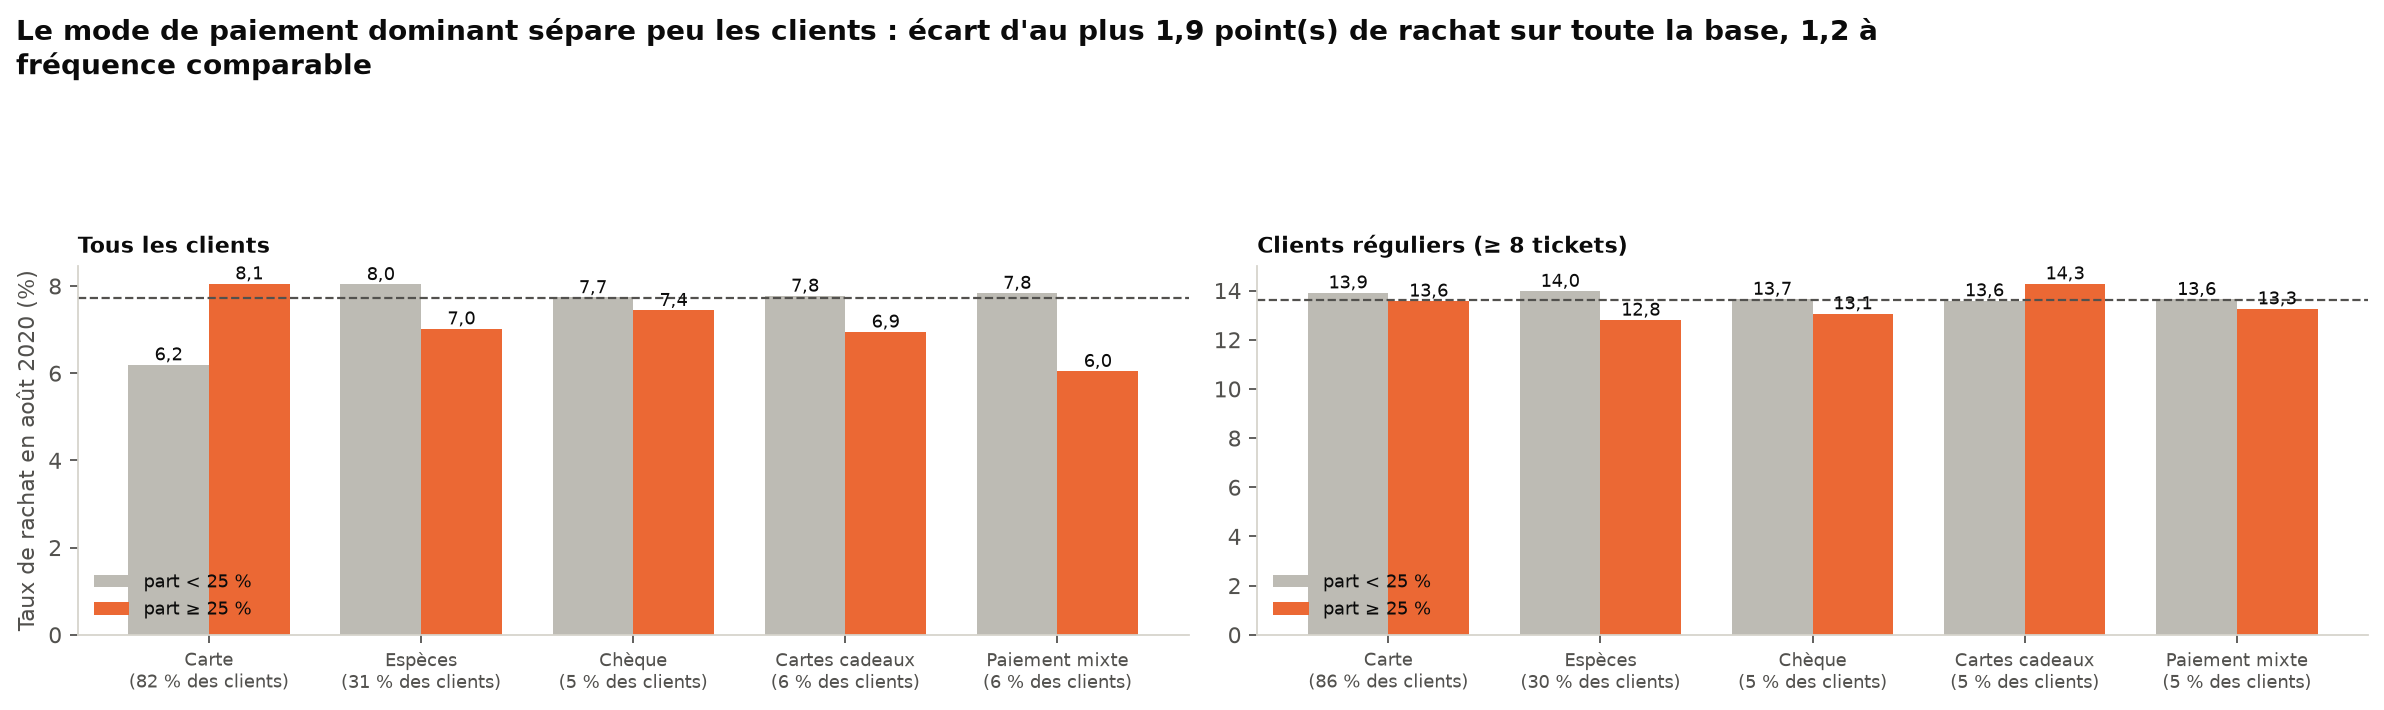 Le mode de paiement dominant sépare peu les clients : écart d'au plus 1,9 point(s) de rachat sur toute la base, 1,2 à
fréquence comparable
Tous les clients
Taux de rachat en août 2020 (%)
8
6
4
2
0
6,2
8,1
8,0
7,0
7,7
7,4
7,8
6,9
7,8
6,0
part < 25 %
part ≥ 25 %
Carte
(82 % des clients)
Espèces
(31 % des clients)
Chèque
(5 % des clients)
Cartes cadeaux
(6 % des clients)
Paiement mixte
(6 % des clients)
Clients réguliers (≥ 8 tickets)
14
12
10
8
6
4
2
0
13,9
13,6
14,0
12,8
13,7
13,1
13,6
14,3
13,6
13,3
part < 25 %
part ≥ 25 %
Carte
(86 % des clients)
Espèces
(30 % des clients)
Chèque
(5 % des clients)
Cartes cadeaux
(5 % des clients)
Paiement mixte
(5 % des clients)